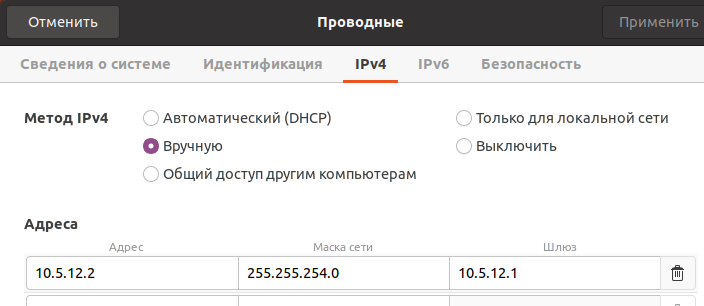 Отменить Проводные Применить
Сведения о системе Идентификация IPv4 IPv6 Безопасность
Метод IPv4 Автоматический (DHCP) Только для локальной сети
Вручную Выключить
Общий доступ другим компьютерам
Адреса
Адрес Маска сети Шлюз
10.5.12.2 255.255.254.0 10.5.12.1